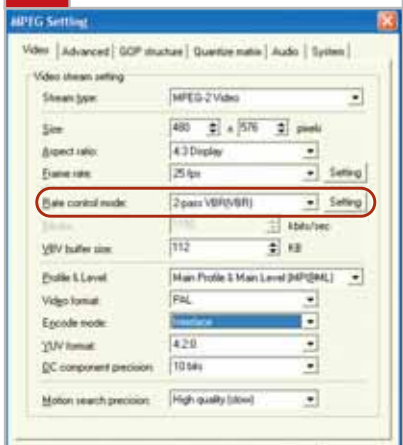 MPEG Setting
Video Advanced GOP structure Quantize matrix Audio System
Video stream setting
Stream type: MPEG-2 Video
Size 480 x 576 pixels
Aspect ratio: 4:3 Display
Frame rate: 25 fps Setting
Rate control mode: 2-pass VBR(VBR) Setting
kbits/sec
VBV buffer size: 112 KB
Profile & Level: Main Profile & Main Level (MP@ML)
Video format: PAL
Encode mode: Interlace
YUV format: 4:2:0
DC component precision: 10 bits
Motion search precision: High quality (slow)